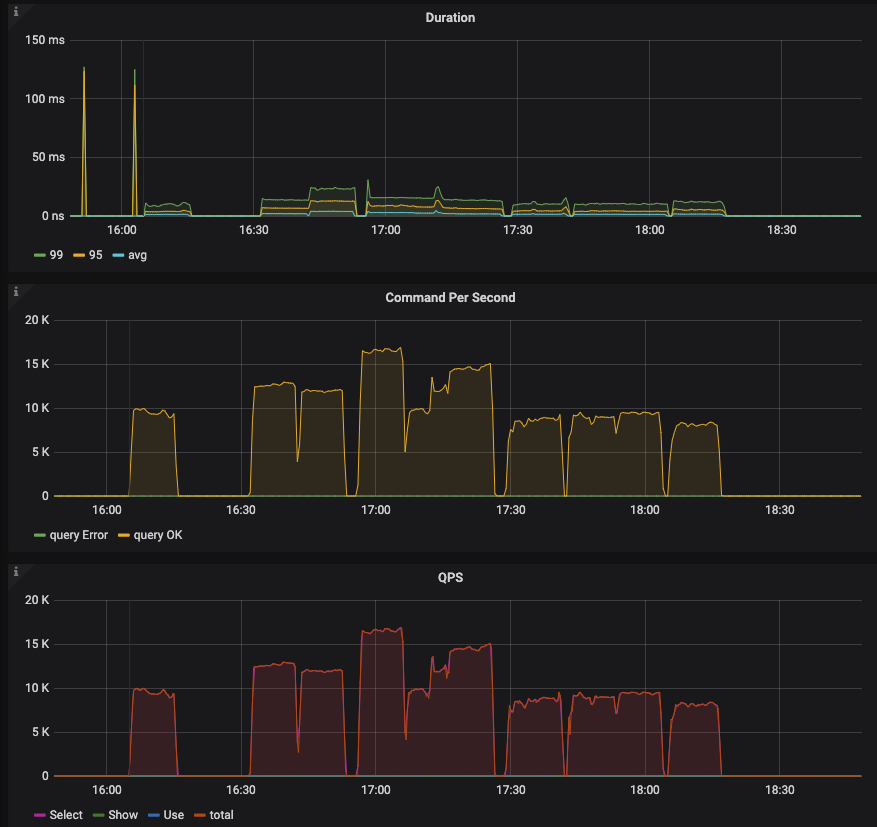 i
Duration
150 ms
100 ms
50 ms
0 ns
16:00 16:30 17:00 17:30 18:00 18:30
99 95 avg
i
Command Per Second
20 K
15 K
10 K
5 K
0
16:00 16:30 17:00 17:30 18:00 18:30
query Error query OK
i
QPS
20 K
15 K
10 K
5 K
0
16:00 16:30 17:00 17:30 18:00 18:30
Select Show Use total